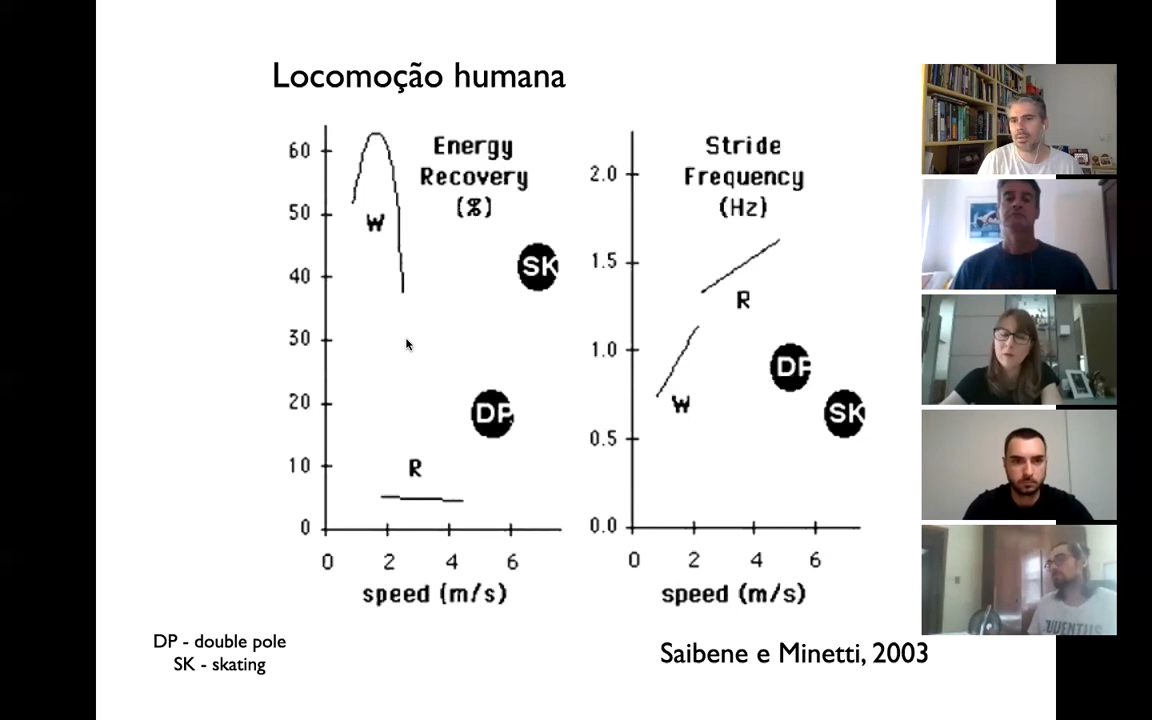 Locomoção humana
Energy
Recovery
(%)
60
50
40
30
20
10
0
W
R
SK
DP
0 2 4 6
speed (m/s)
Stride
Frequency
(Hz)
2.0
1.5
1.0
0.5
0.0
R
W
DP
SK
0 2 4 6
speed (m/s)
DP - double pole
SK - skating
Saibene e Minetti, 2003
JUVENTUS